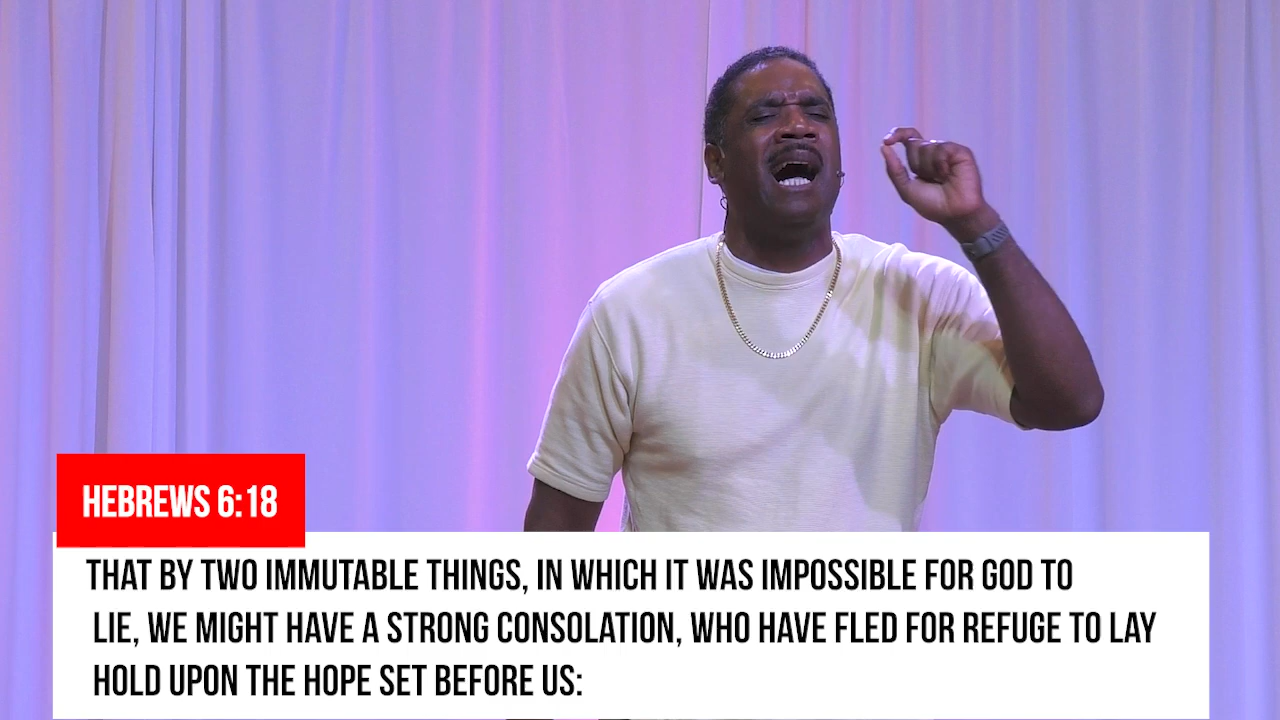 HEBREWS 6:18
THAT BY TWO IMMUTABLE THINGS, IN WHICH IT WAS IMPOSSIBLE FOR GOD TO
LIE, WE MIGHT HAVE A STRONG CONSOLATION, WHO HAVE FLED FOR REFUGE TO LAY
HOLD UPON THE HOPE SET BEFORE US: